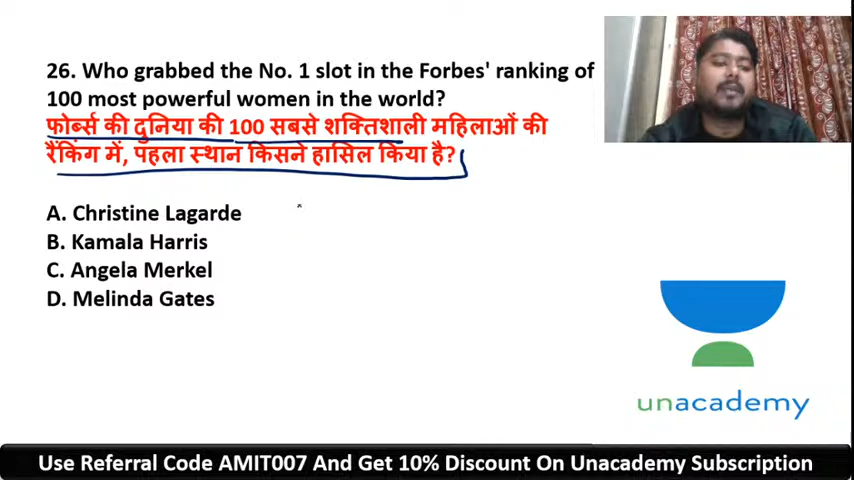 26. Who grabbed the No. 1 slot in the Forbes' ranking of
100 most powerful women in the world?
फोर्ब्स की दुनिया की 100 सबसे शक्तिशाली महिलाओं की
रैंकिंग में, पहला स्थान किसने हासिल किया है?
A. Christine Lagarde
B. Kamala Harris
C. Angela Merkel
D. Melinda Gates
unacademy
Use Referral Code AMIT007 And Get 10% Discount On Unacademy Subscription